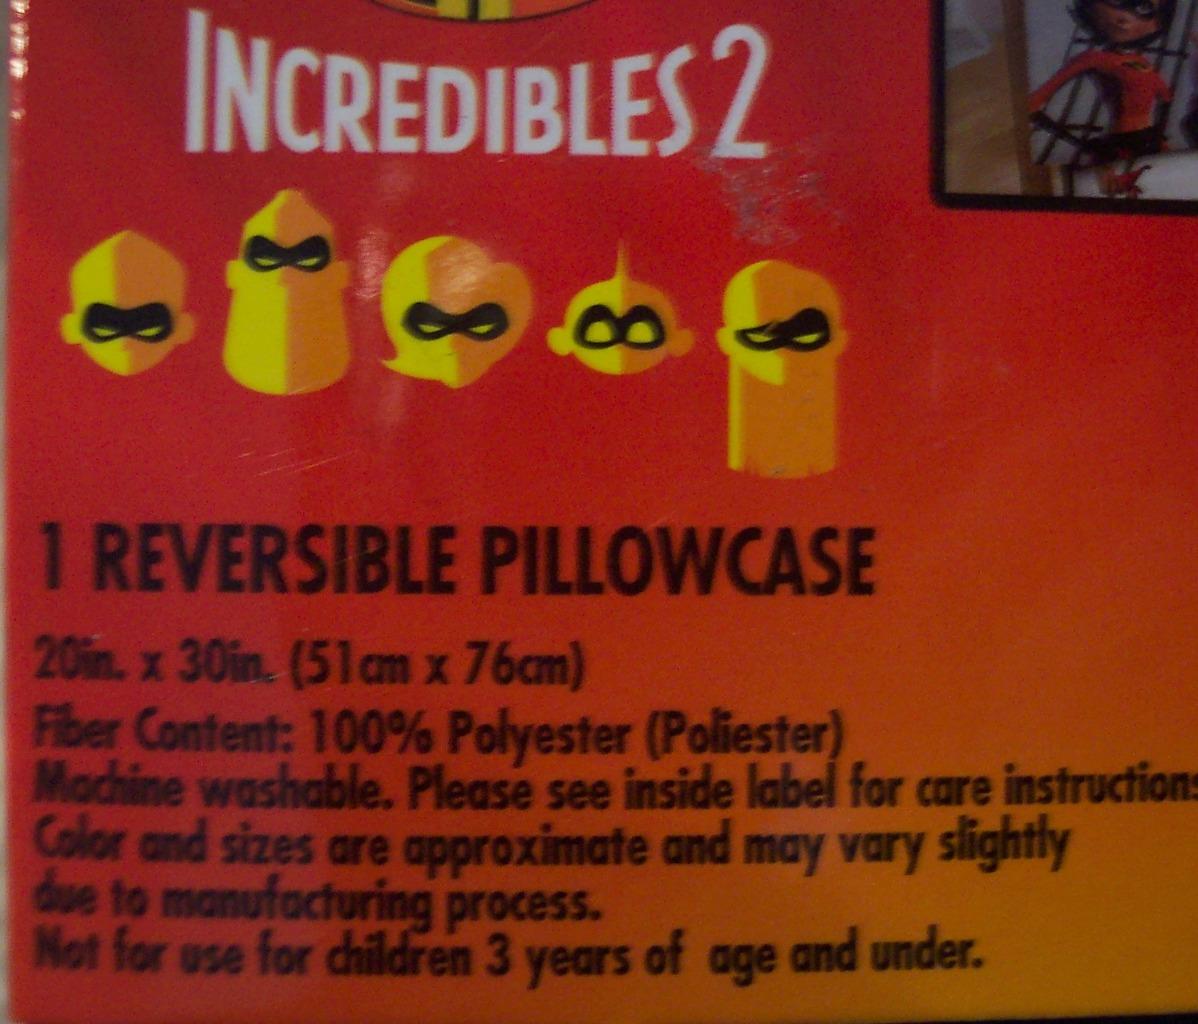 INCREDIBLES 2
1 REVERSIBLE PILLOWCASE
20in. x 30in. (51cm x 76cm)
Fiber Content: 100% Polyester (Poliester)
Machine washable. Please see inside label for care instructions
Color and sizes are approximate and may vary slightly
due to manufacturing process.
Not for use for children 3 years of age and under.